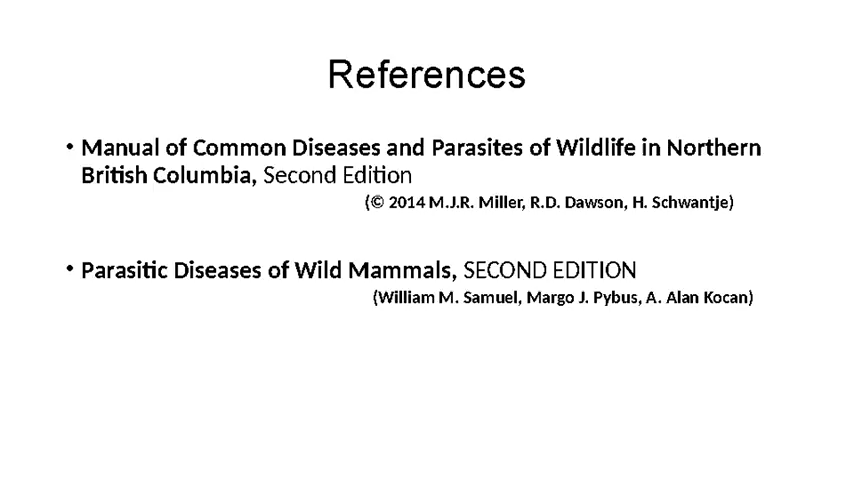 References
• Manual of Common Diseases and Parasites of Wildlife in Northern
British Columbia, Second Edition
(© 2014 M.J.R. Miller, R.D. Dawson, H. Schwantje)
• Parasitic Diseases of Wild Mammals, SECOND EDITION
(William M. Samuel, Margo J. Pybus, A. Alan Kocan)